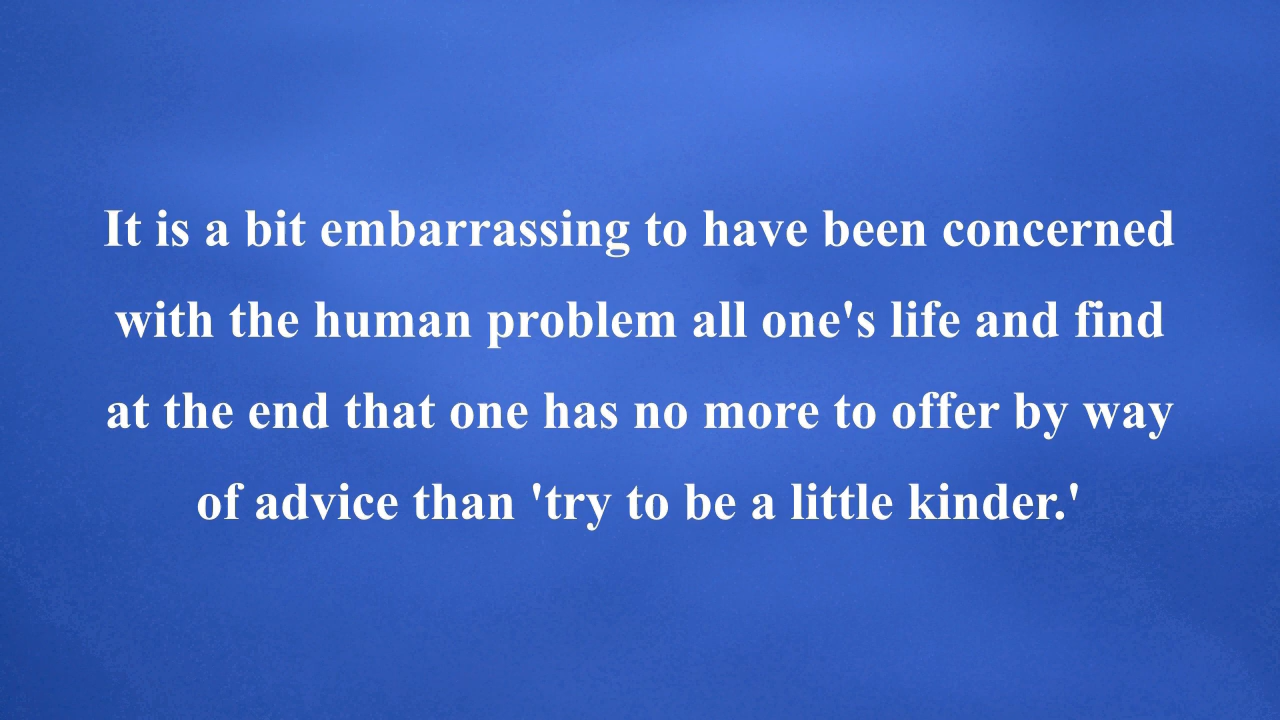 It is a bit embarrassing to have been concerned
with the human problem all one's life and find
at the end that one has no more to offer by way
of advice than 'try to be a little kinder.'